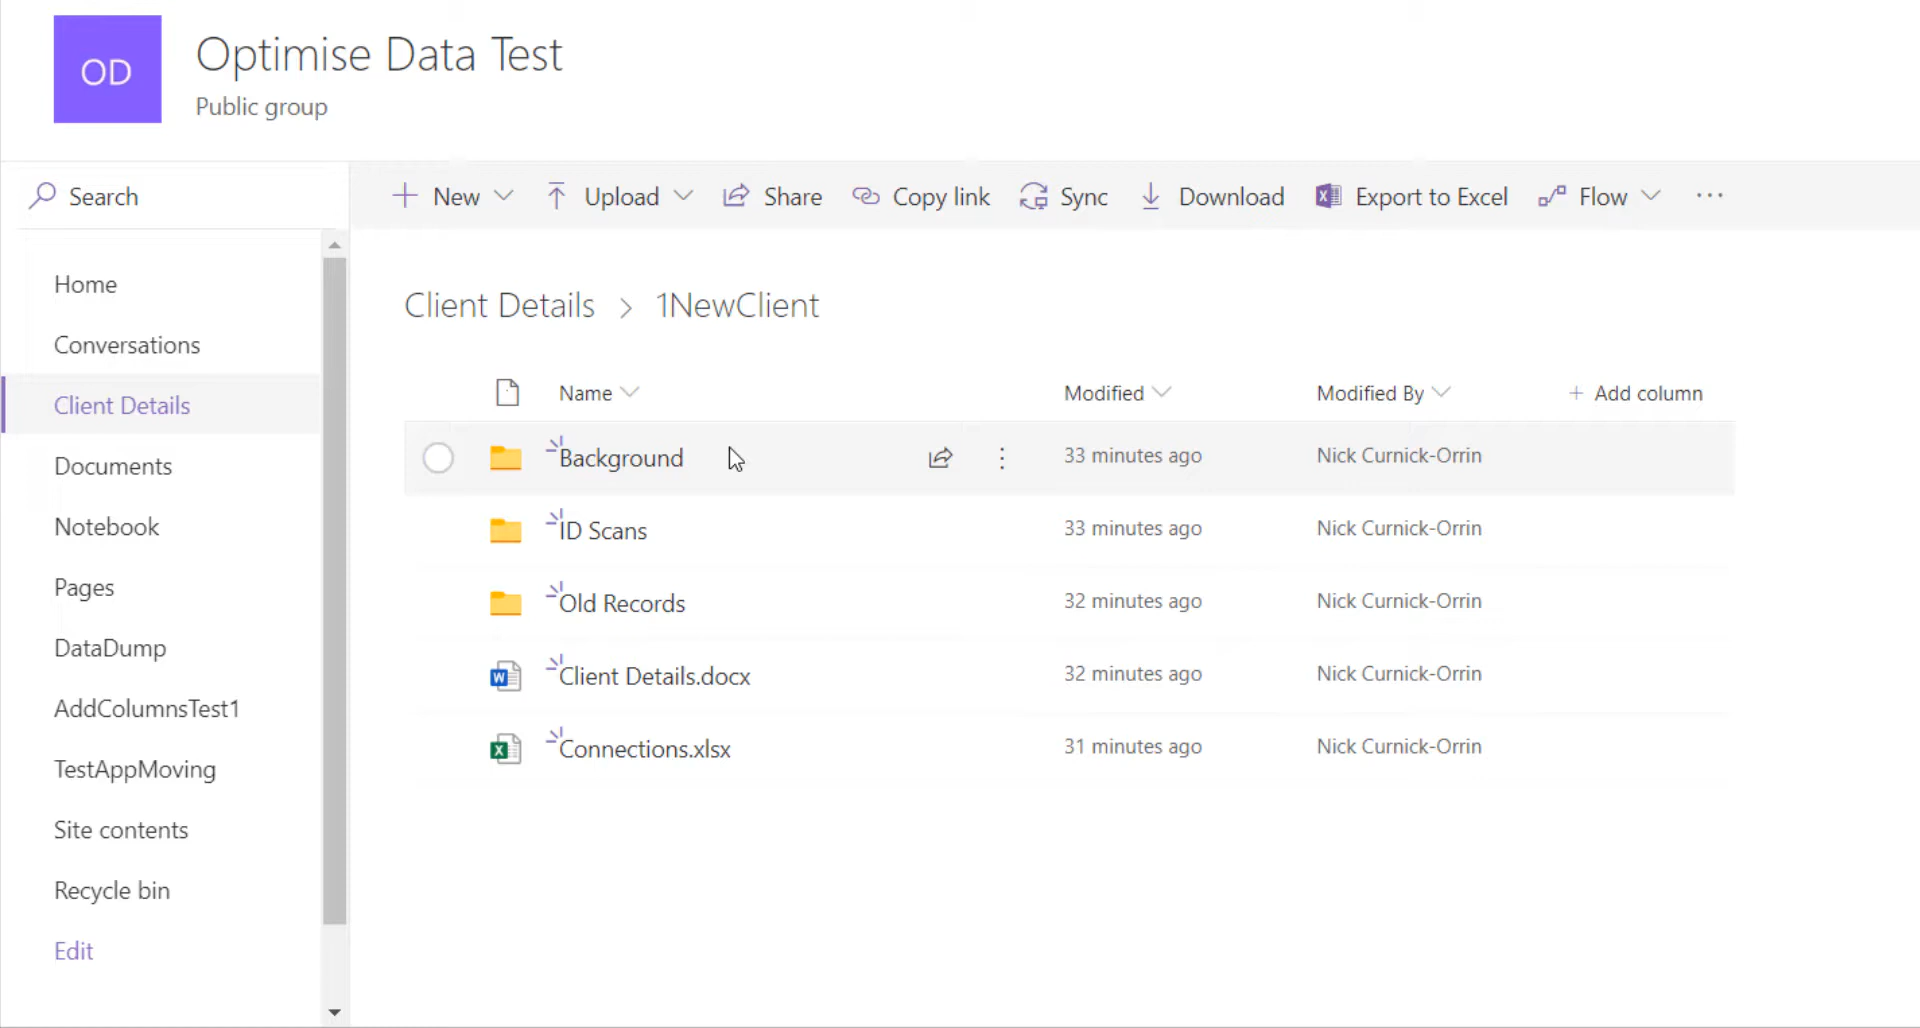 OD
Optimise Data Test
Public group
Search
New
Upload
Share
Copy link
Sync
Download
Export to Excel
Flow
Home
Conversations
Client Details
Documents
Notebook
Pages
DataDump
AddColumnsTest1
TestAppMoving
Site contents
Recycle bin
Edit
Client Details > 1NewClient
Name Modified Modified By + Add column
Background 33 minutes ago Nick Curnick-Orrin
ID Scans 33 minutes ago Nick Curnick-Orrin
Old Records 32 minutes ago Nick Curnick-Orrin
Client Details.docx 32 minutes ago Nick Curnick-Orrin
Connections.xlsx 31 minutes ago Nick Curnick-Orrin